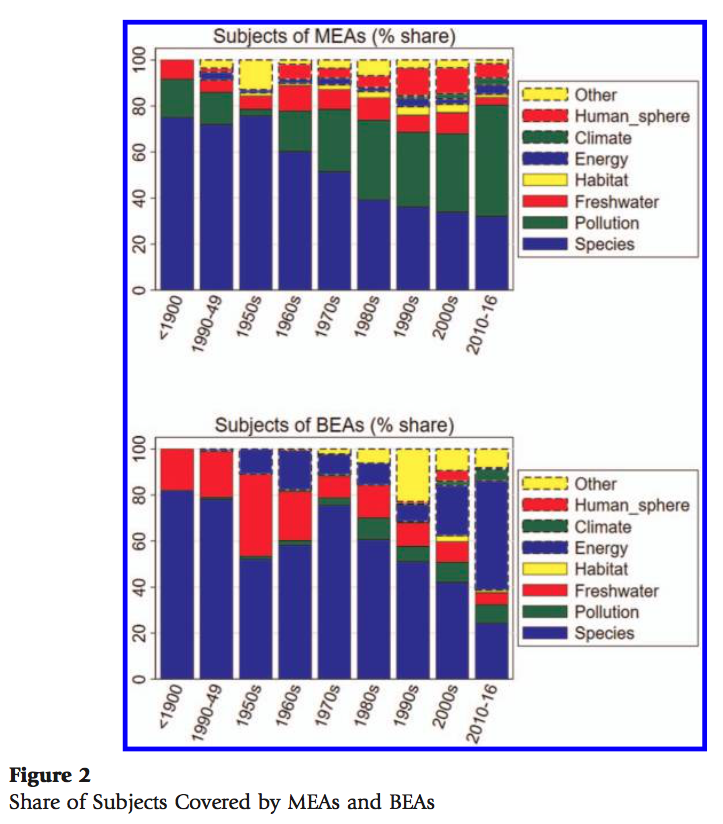 Subjects of MEAs (% share)
100
80
60
40
20
0
<1900
1990-49
1950s
1960s
1970s
1980s
1990s
2000s
2010-16
Other
Human_sphere
Climate
Energy
Habitat
Freshwater
Pollution
Species
Subjects of BEAs (% share)
100
80
60
40
20
0
<1900
1990-49
1950s
1960s
1970s
1980s
1990s
2000s
2010-16
Other
Human_sphere
Climate
Energy
Habitat
Freshwater
Pollution
Species
Figure 2
Share of Subjects Covered by MEAs and BEAs